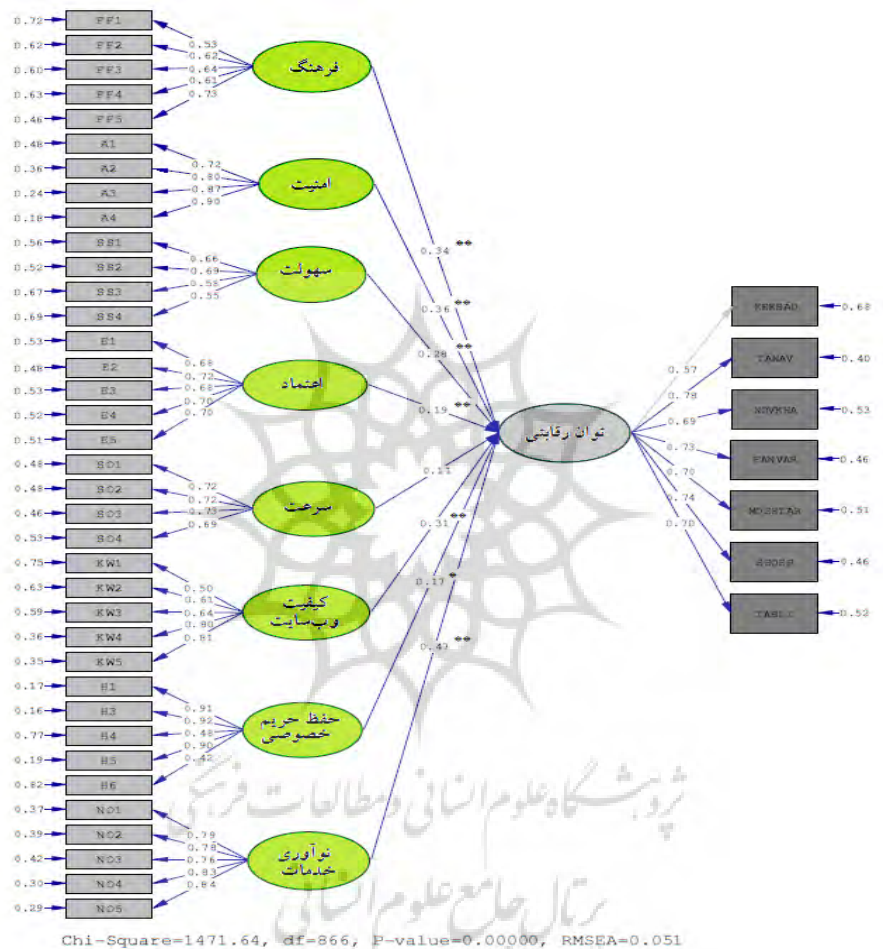 0.72 FF1
0.62 FF2
0.60 FF3
0.63 FF4
0.46 FF5
0.53
0.62
0.64
0.61
0.73
فرهنگ
0.48 A1
0.36 A2
0.24 A3
0.18 A4
0.72
0.80
0.87
0.90
امنیت
0.56 SS1
0.52 SS2
0.67 SS3
0.69 SS4
0.66
0.69
0.58
0.55
سهولت
0.53 E1
0.48 E2
0.53 E3
0.52 E4
0.51 E5
0.68
0.72
0.68
0.70
0.70
اعتماد
0.48 SO1
0.48 SO2
0.46 SO3
0.53 SO4
0.72
0.72
0.73
0.69
سرعت
0.75 KW1
0.63 KW2
0.59 KW3
0.36 KW4
0.35 KW5
0.50
0.61
0.64
0.80
0.81
کیفیت
وب‌سایت
0.17 H1
0.16 H3
0.77 H4
0.19 H5
0.82 H6
0.91
0.92
0.48
0.90
0.42
حفظ حریم
خصوصی
0.37 NO1
0.39 NO2
0.42 NO3
0.30 NO4
0.29 NO5
0.79
0.78
0.76
0.83
0.84
نوآوری
خدمات
0.34 **
0.36 **
0.28 **
0.19 **
0.11
0.31 **
0.17 *
**
توان رقابتی
0.57
0.78
0.69
0.73
0.70
0.74
0.70
0.68
TANAV 0.40
0.53
0.46
0.51
0.46
0.52
پژوهشگاه علوم انسانی و مطالعات فرهنگی
پرتال جامع علوم انسانی
Chi-Square=1471.64, df=866, P-value=0.00000, RMSEA=0.051